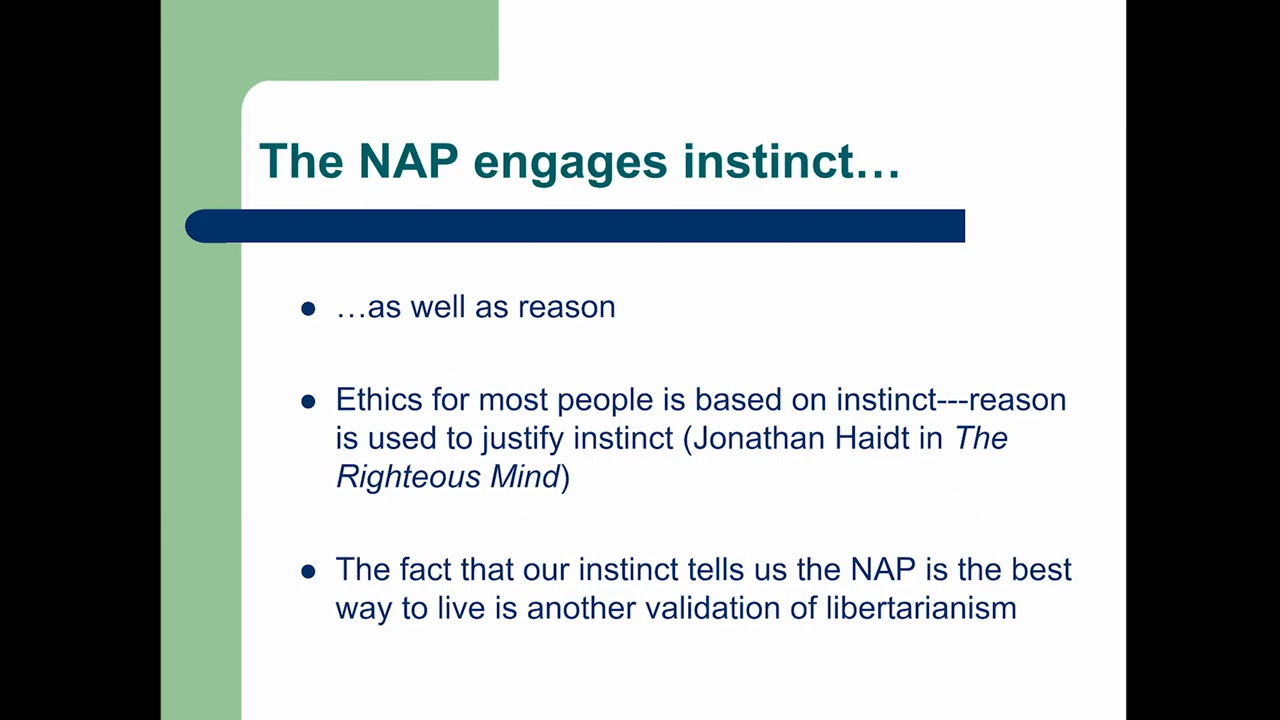 The NAP engages instinct…
…as well as reason
Ethics for most people is based on instinct---reason
is used to justify instinct (Jonathan Haidt in The
Righteous Mind)
The fact that our instinct tells us the NAP is the best
way to live is another validation of libertarianism